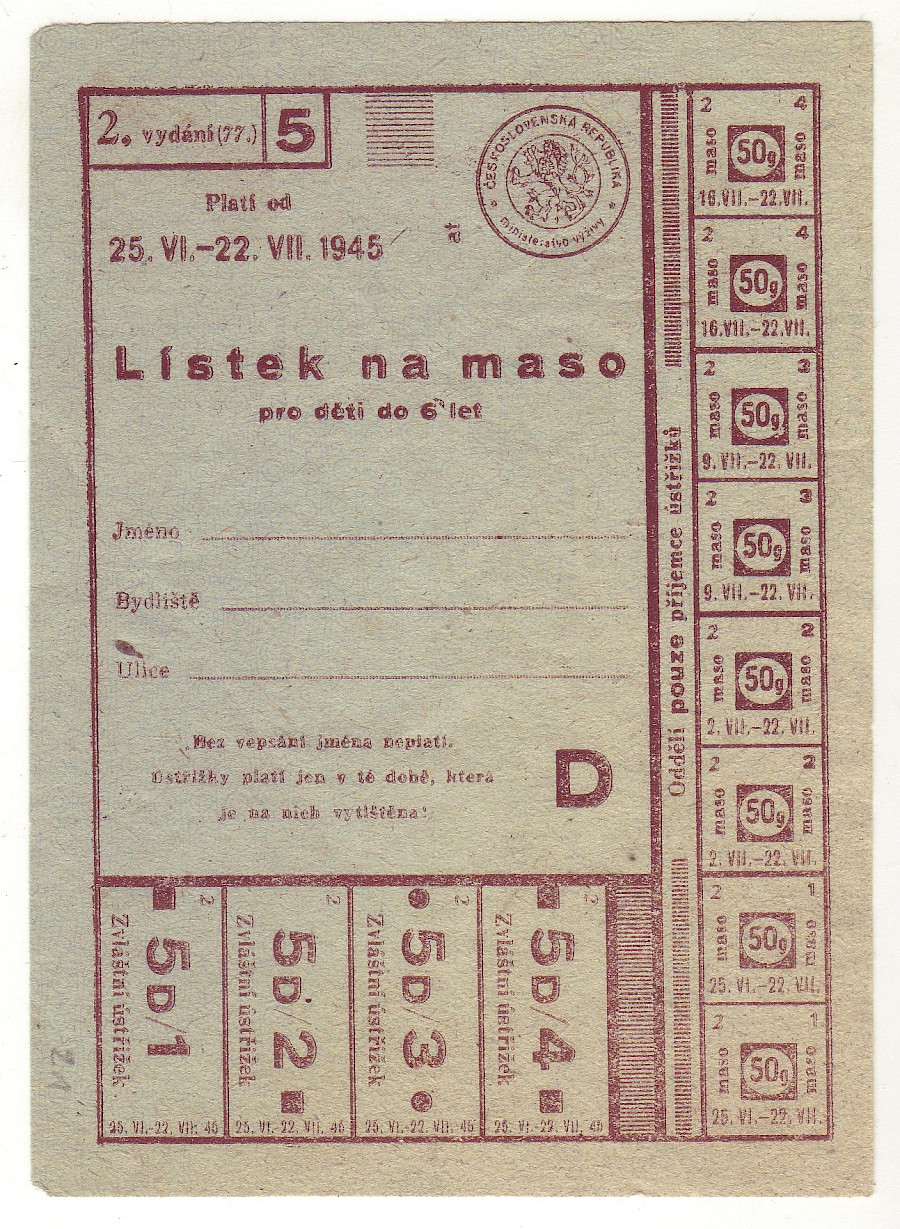 2. vydání (77.) 5
ČESKOSLOVENSKÁ REPUBLIKA
ministerstvo výživy
Platí od
25. VI.–22. VII. 1945
at
Lístek na maso
pro děti do 6 let
Jméno
Bydliště
Ulice
Bez vepsání jména neplatí.
Ústřižky platí jen v té době, která
je na nich vytištěna!
D
Oddělí pouze příjemce ústřižků
2 4
maso 50g maso
16.VII.–22.VII.
2 4
maso 50g maso
16.VII.–22.VII.
2 3
maso 50g maso
9. VII.–22. VII.
2 3
maso 50g maso
9. VII.–22. VII.
2 2
maso 50g maso
2. VII.–22. VII.
2 2
maso 50g maso
2. VII.–22. VII.
2 1
maso 50g maso
25. VI.–22. VII.
2 1
maso 50g maso
25. VI.–22. VII.
2
5D/1
Zvláštní ústřižek
25. VI.–22. VII. 45
2
5D/2
Zvláštní ústřižek
25. VI.–22. VII. 45
2
5D/3
Zvláštní ústřižek
25. VI.–22. VII. 45
2
5D/4
Zvláštní ústřižek
25. VI.–22. VII. 45